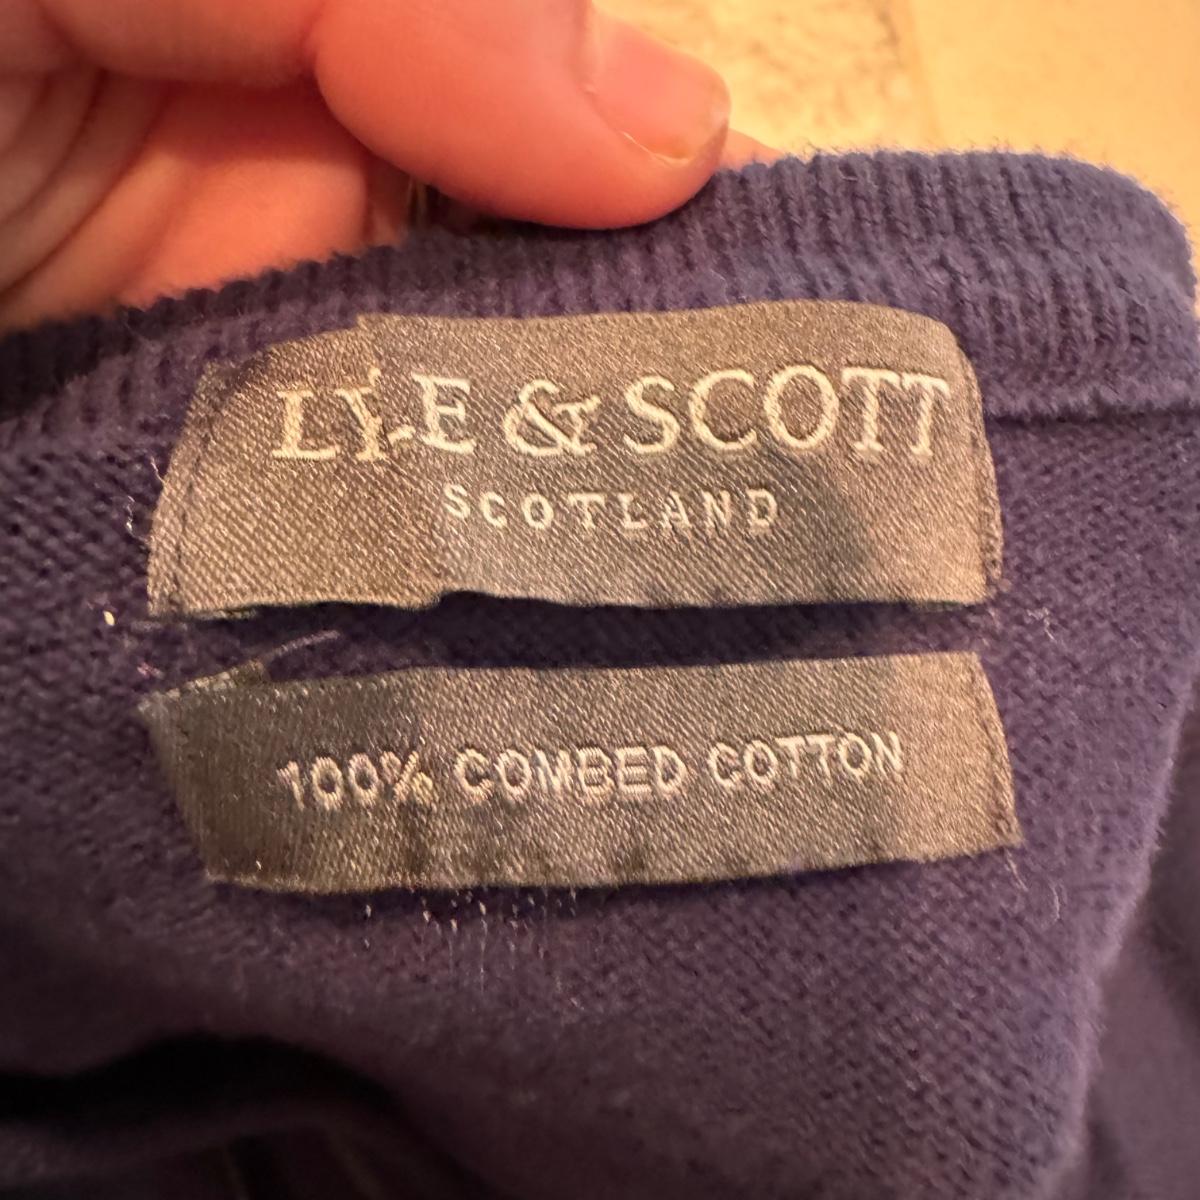 LYLE & SCOTT
SCOTLAND
100% COMBED COTTON